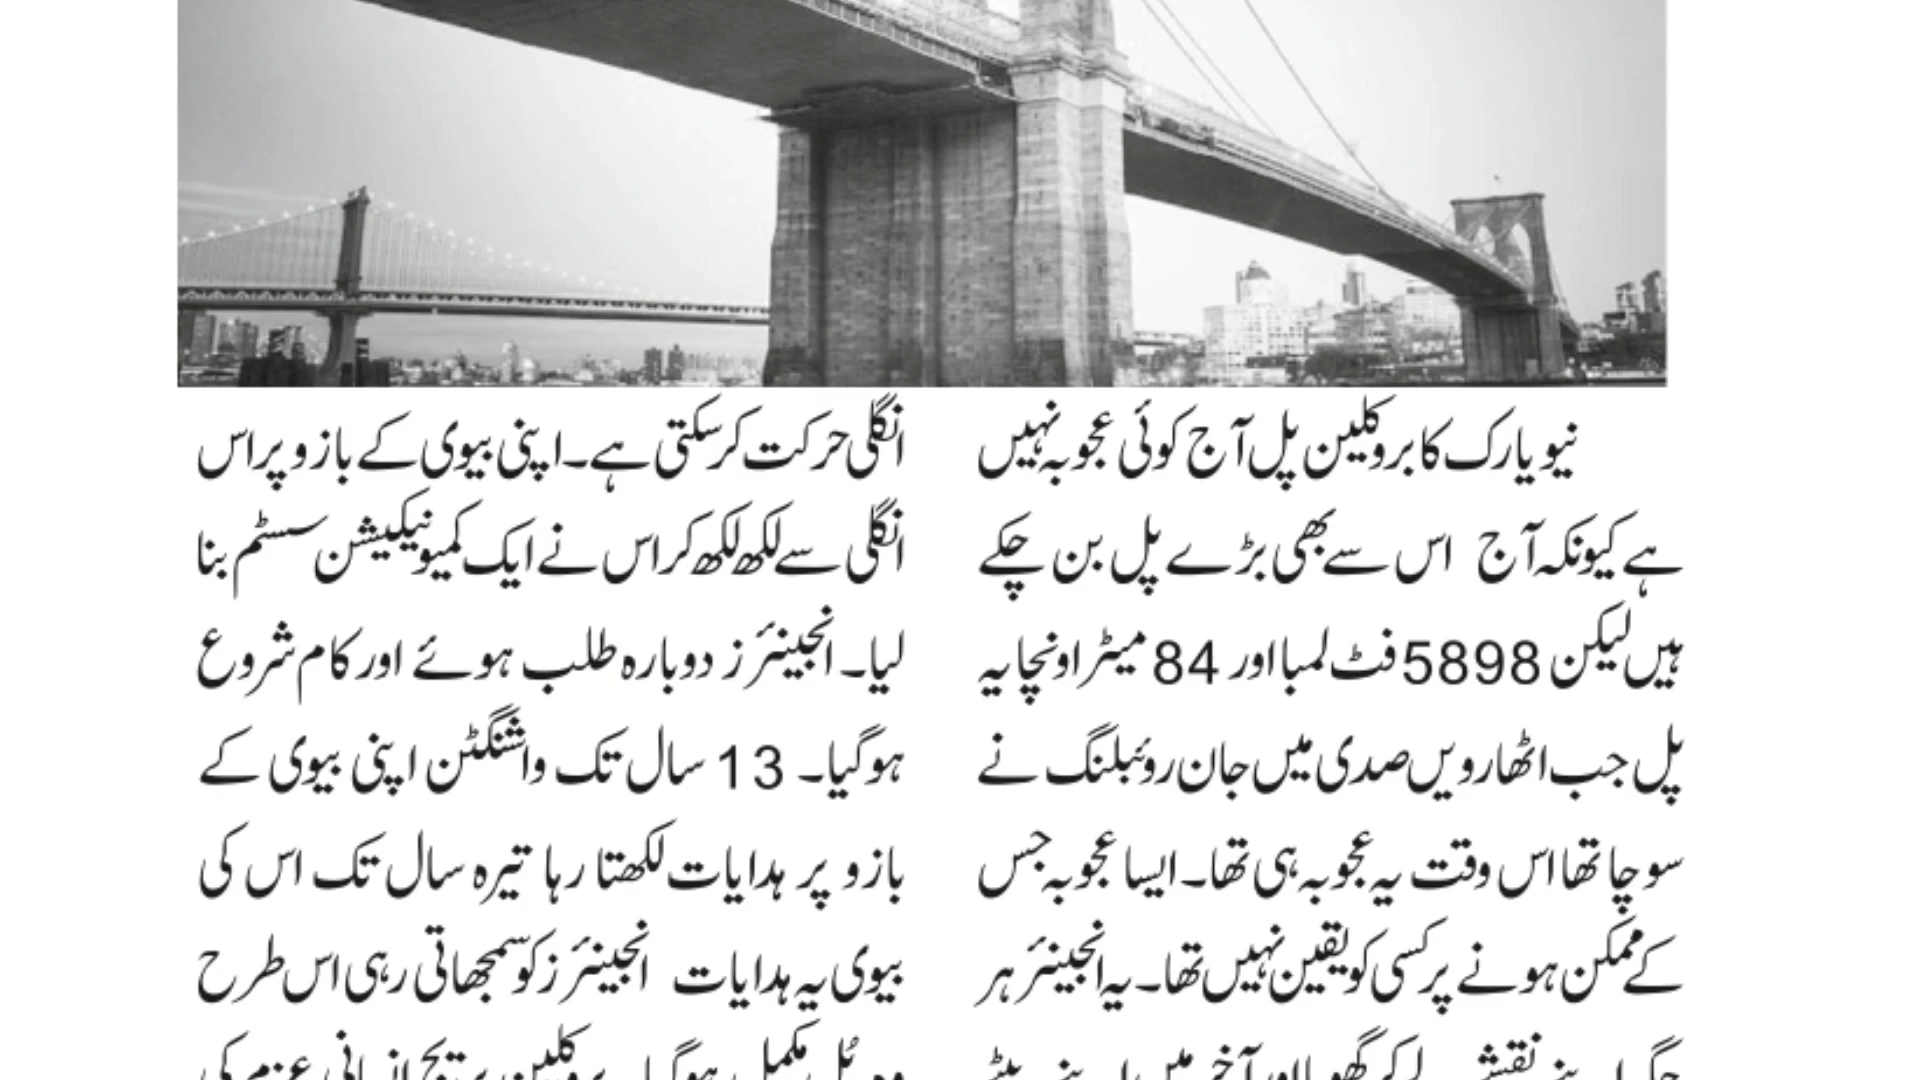 نیویارک کا بروکلین پل آج کوئی عجوبہ نہیں
ہے کیونکہ آج اس سے بھی بڑے پل بن چکے
ہیں لیکن 5898 فٹ لمبا اور 84 میٹر اونچا یہ
پل جب اٹھارویں صدی میں جان روئبلنگ نے
سوچا تھا اس وقت یہ عجوبہ ہی تھا۔ ایسا عجوبہ جس
کے ممکن ہونے پر کسی کو یقین نہیں تھا۔ یہ انجینئر ہر
انگلی حرکت کر سکتی ہے۔ اپنی بیوی کے بازو پر اس
انگلی سے لکھ لکھ کر اس نے ایک کمیونیکیشن سسٹم بنا
لیا۔ انجینئرز دوبارہ طلب ہوئے اور کام شروع
ہوگیا۔ 13 سال تک واشنگٹن اپنی بیوی کے
بازو پر ہدایات لکھتا رہا تیرہ سال تک اس کی
بیوی یہ ہدایات انجینئرز کو سمجھاتی رہی اس طرح